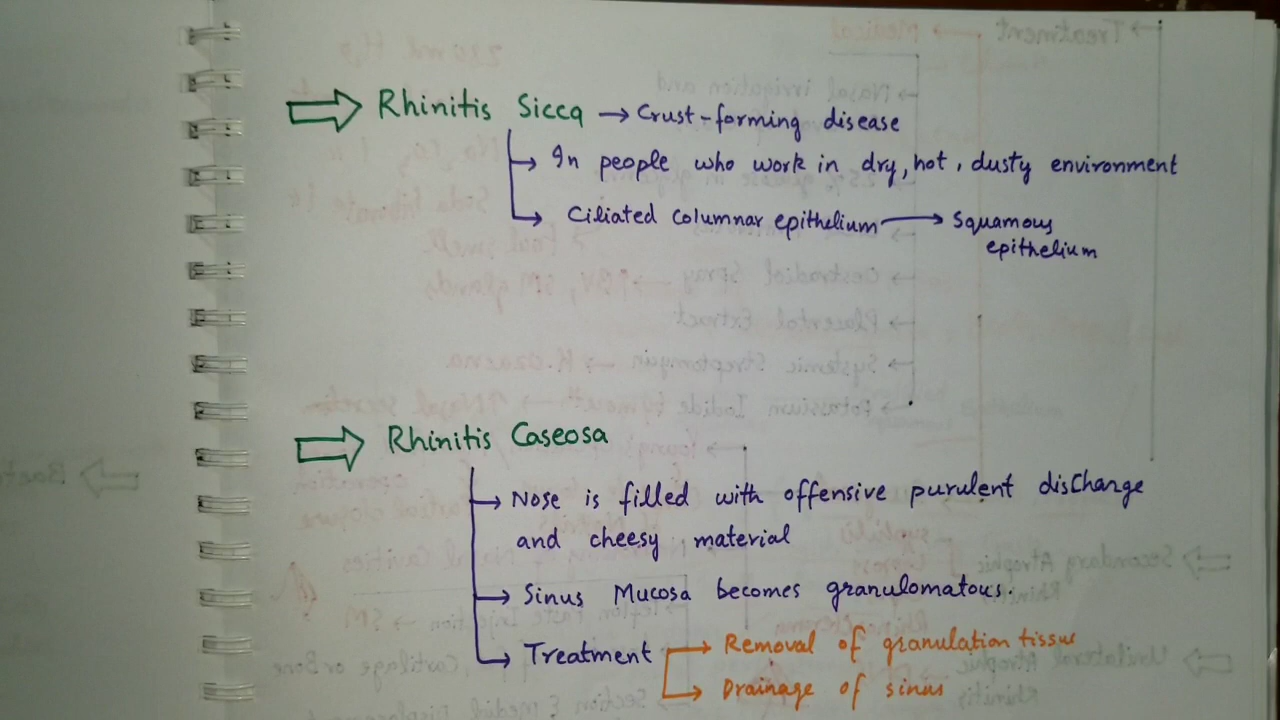 Rhinitis Sicca → Crust-forming disease
→ In people who work in dry, hot, dusty environment
→ Ciliated columnar epithelium → Squamous
epithelium
Rhinitis Caseosa
→ Nose is filled with offensive purulent discharge
and cheesy material
→ Sinus Mucosa becomes granulomatous.
→ Treatment → Removal of granulation tissus
→ Drainage of sinus